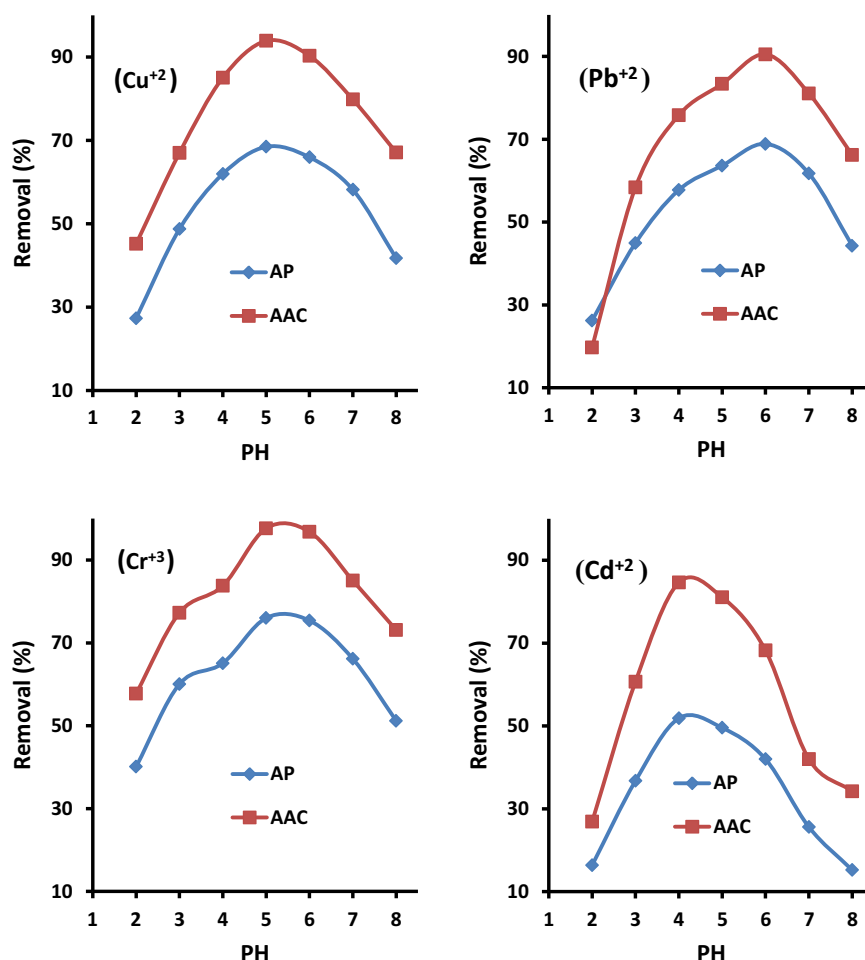 (Cu+2)
Removal (%)
90
70
50
30
10
AP
AAC
1 2 3 4 5 6 7 8
PH
(Pb+2)
Removal (%)
90
70
50
30
10
AP
AAC
1 2 3 4 5 6 7 8
PH
(Cr+3)
Removal (%)
90
70
50
30
10
AP
AAC
1 2 3 4 5 6 7 8
PH
(Cd+2 )
Removal (%)
90
70
50
30
10
AP
AAC
1 2 3 4 5 6 7 8
PH